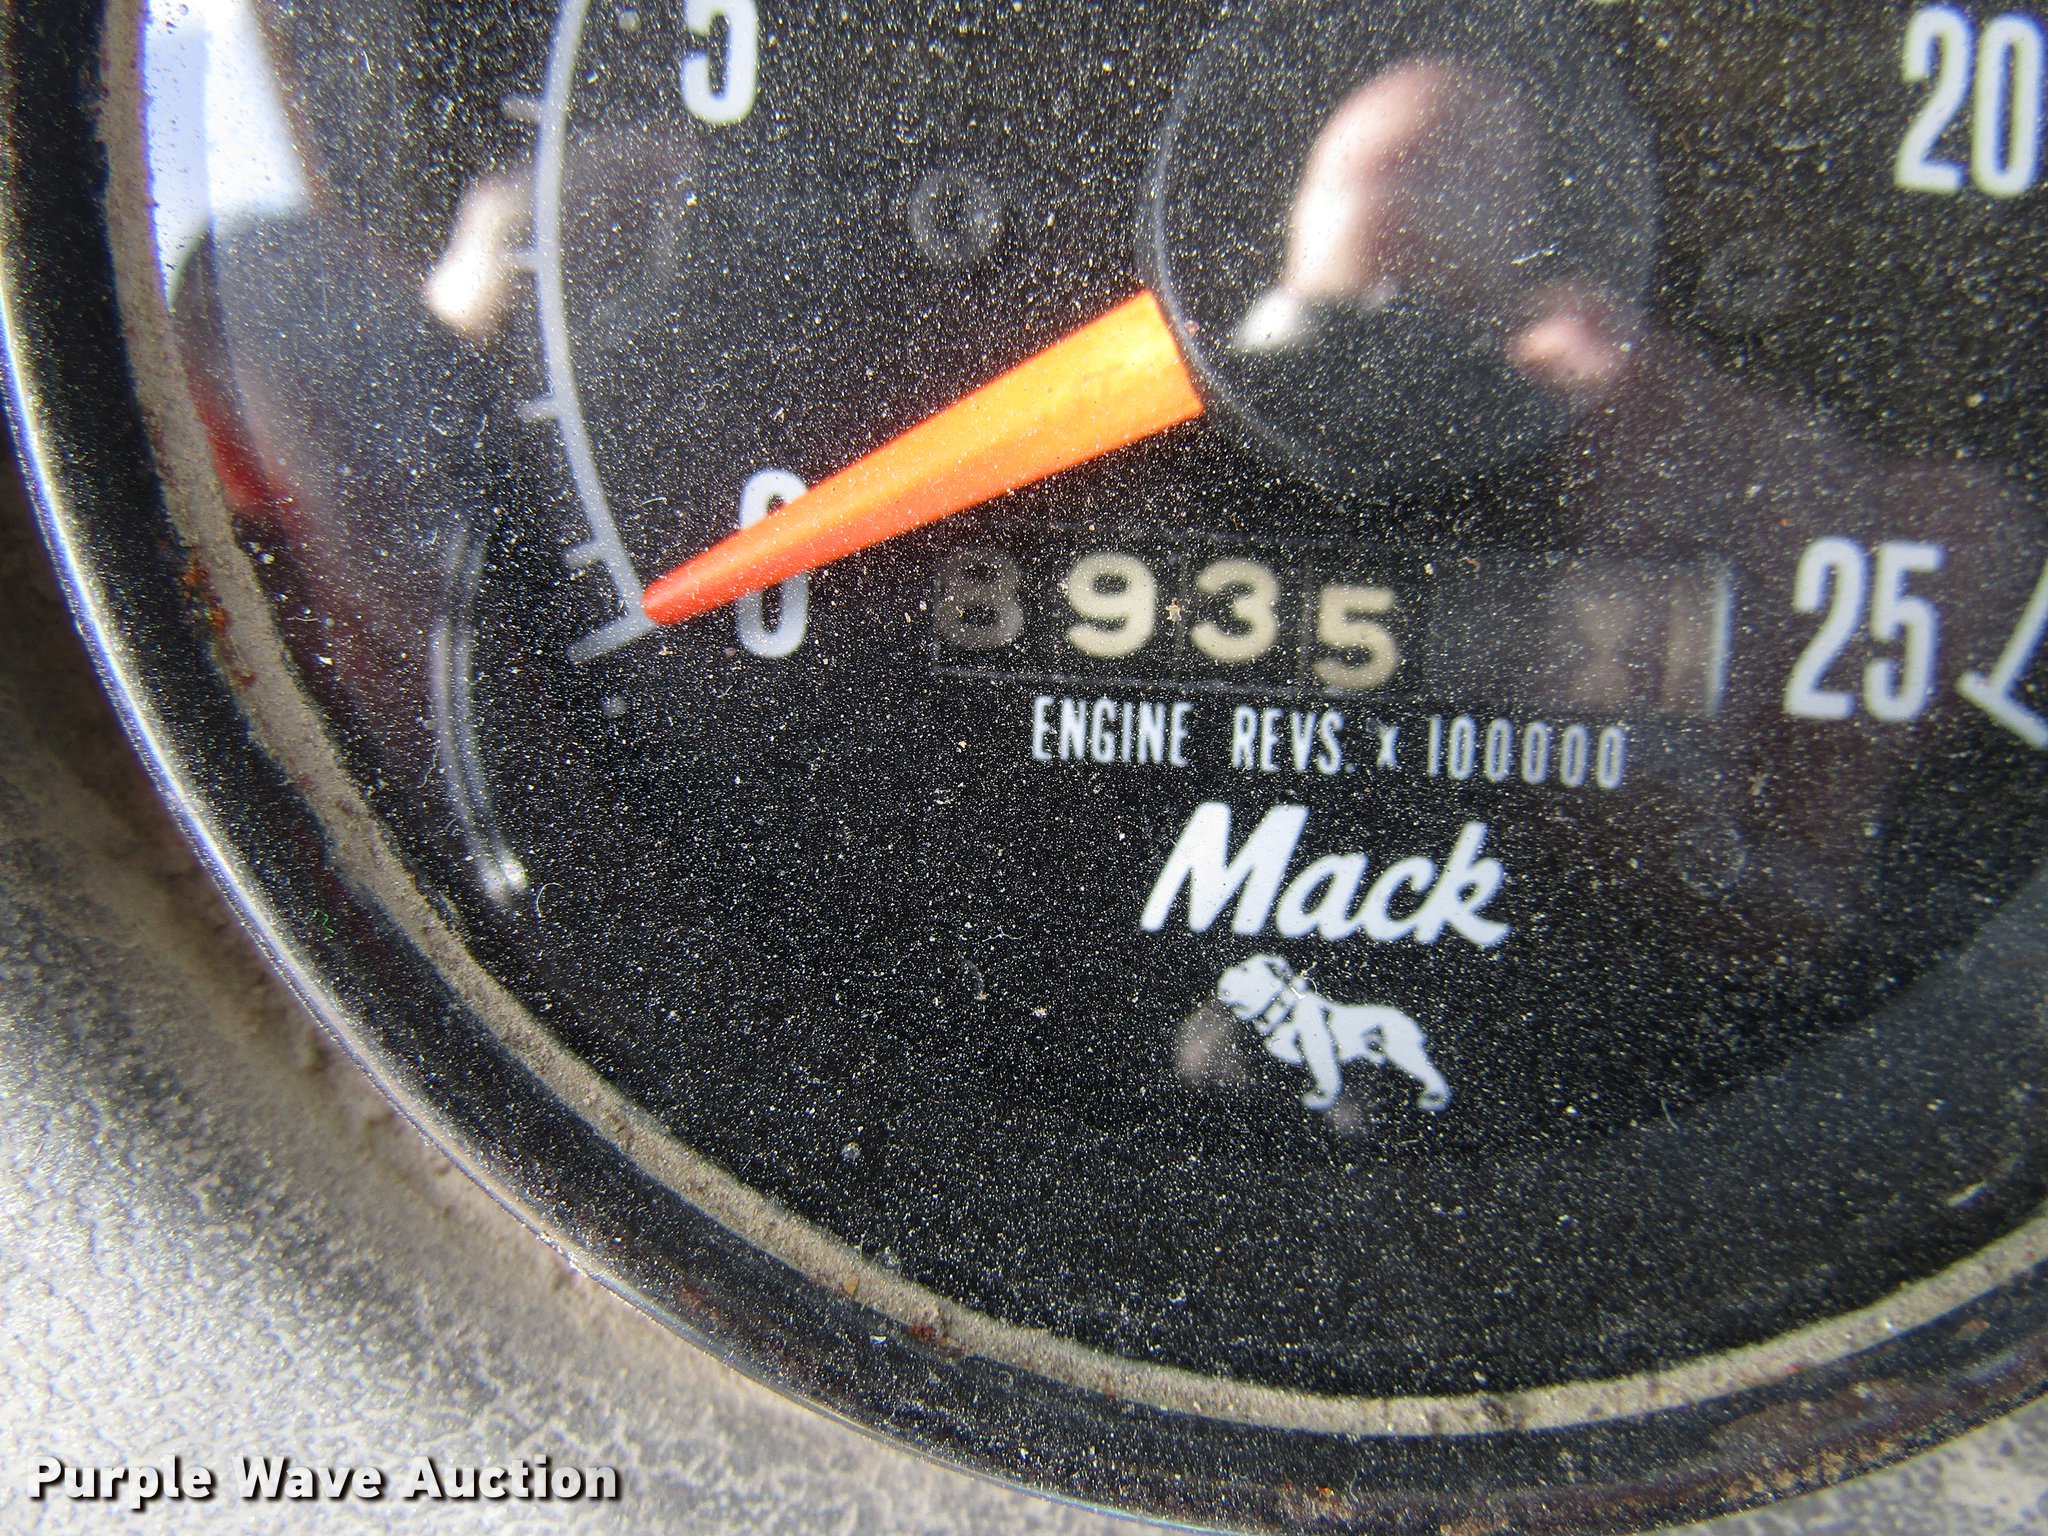 5
20
0
8935
25
ENGINE REVS. x 100000
Mack
Purple Wave Auction